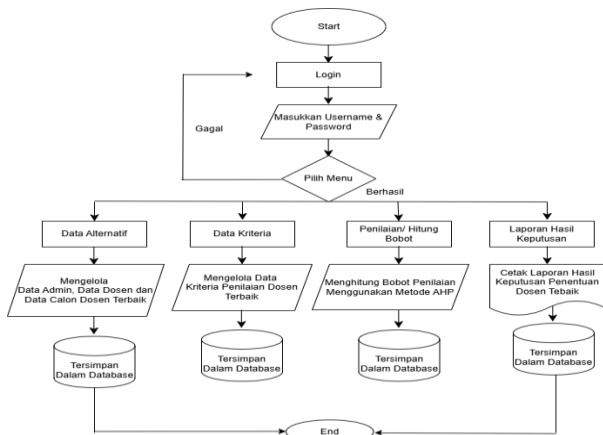 Start
Login
Masukkan Username &
Password
Gagal
Pilih Menu
Berhasil
Data Alternatif
Data Kriteria
Penilaian/ Hitung
Bobot
Laporan Hasil
Keputusan
Mengelola
Data Admin, Data Dosen dan
Data Calon Dosen Terbaik
Mengelola Data
Kriteria Penilaian Dosen
Terbaik
Menghitung Bobot Penilaian
Menggunakan Metode AHP
Cetak Laporan Hasil
Keputusan Penentuan
Dosen Tebaik
Tersimpan
Dalam Database
Tersimpan
Dalam Database
Tersimpan
Dalam Database
Tersimpan
Dalam Database
End